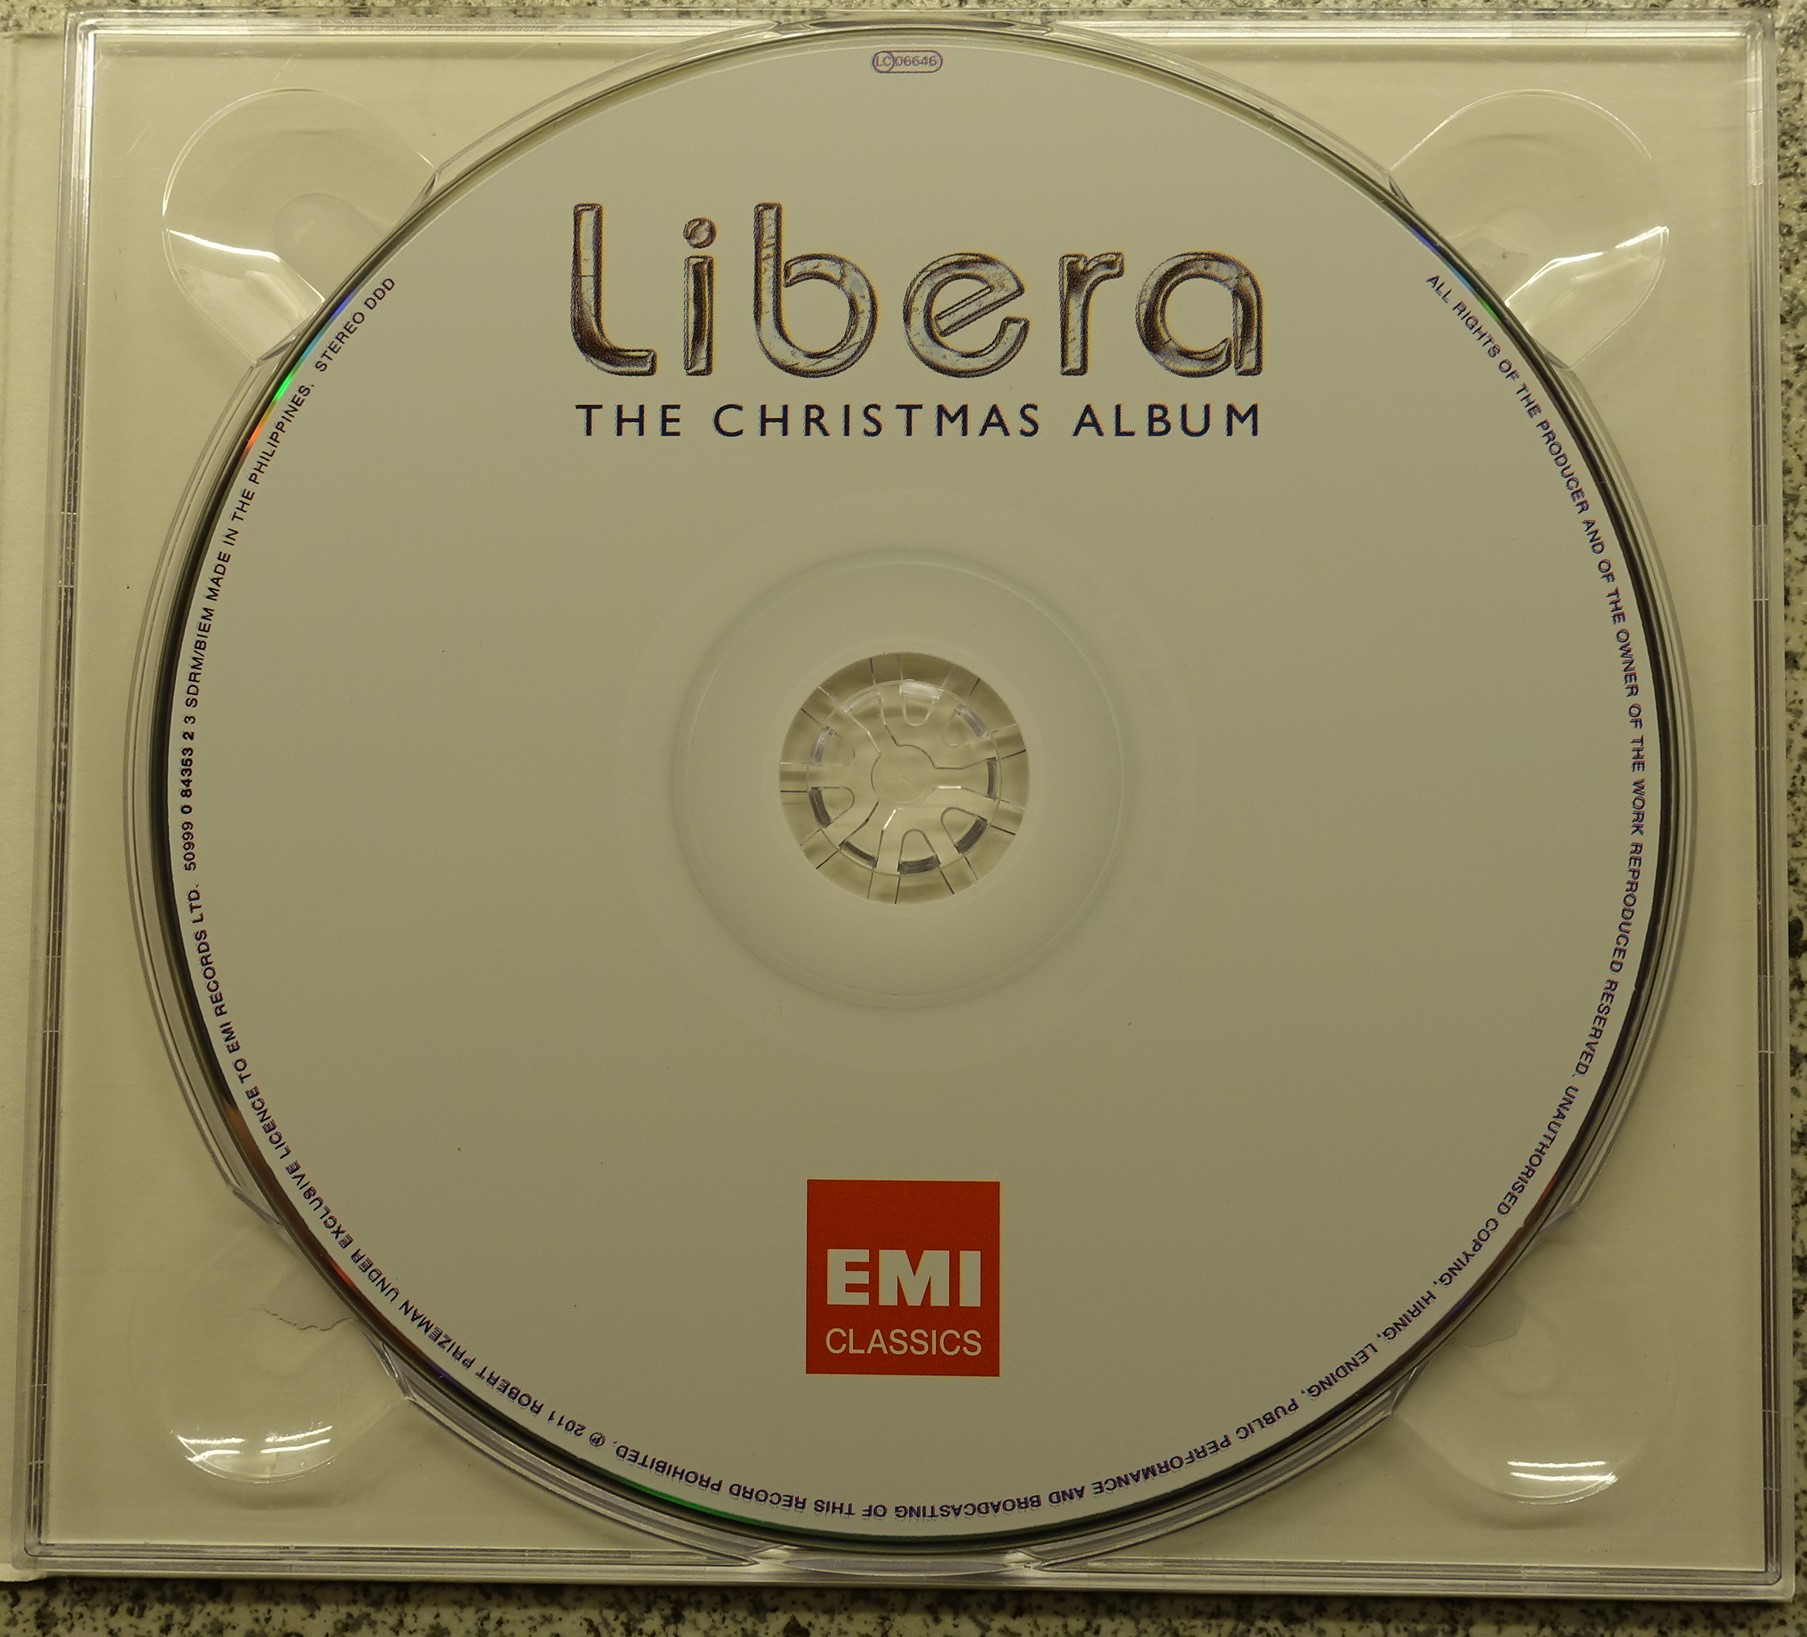 LC 06646
Libera
THE CHRISTMAS ALBUM
ALL RIGHTS OF THE PRODUCER AND OF THE OWNER OF THE WORK REPRODUCED RESERVED. UNAUTHORISED COPYING, HIRING, LENDING, PUBLIC PERFORMANCE AND BROADCASTING OF THIS RECORD PROHIBITED. ℗ 2011 ROBERT PRIZEMAN UNDER EXCLUSIVE LICENCE TO EMI RECORDS LTD. 50999 0 84353 2 3 SDRM/BIEM MADE IN THE PHILIPPINES. STEREO DDD
EMI
CLASSICS